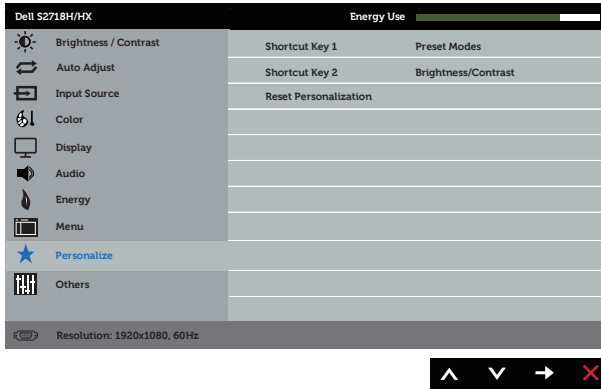 Dell S2718H/HX Energy Use
Brightness / Contrast
Auto Adjust
Input Source
Color
Display
Audio
Energy
Menu
Personalize
Others
Shortcut Key 1 Preset Modes
Shortcut Key 2 Brightness/Contrast
Reset Personalization
Resolution: 1920x1080, 60Hz